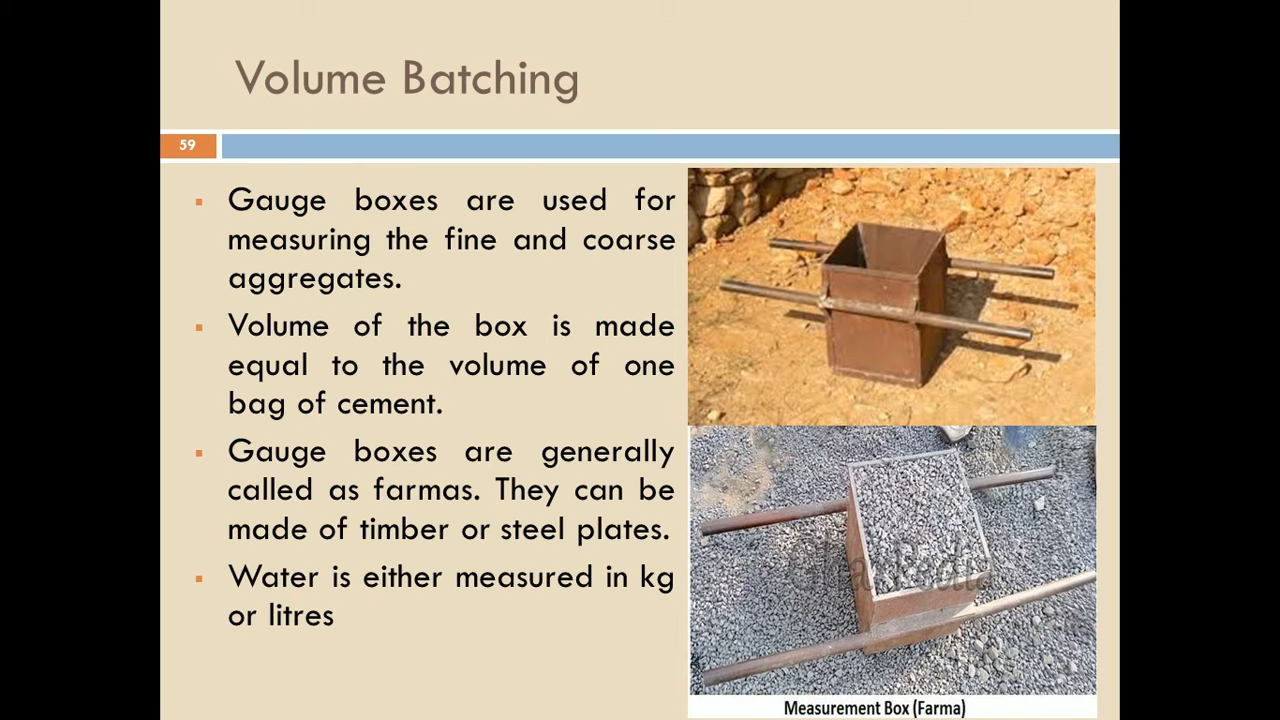 Volume Batching
59
▪ Gauge boxes are used for
measuring the fine and coarse
aggregates.
▪ Volume of the box is made
equal to the volume of one
bag of cement.
▪ Gauge boxes are generally
called as farmas. They can be
made of timber or steel plates.
▪ Water is either measured in kg
or litres
Measurement Box (Farma)